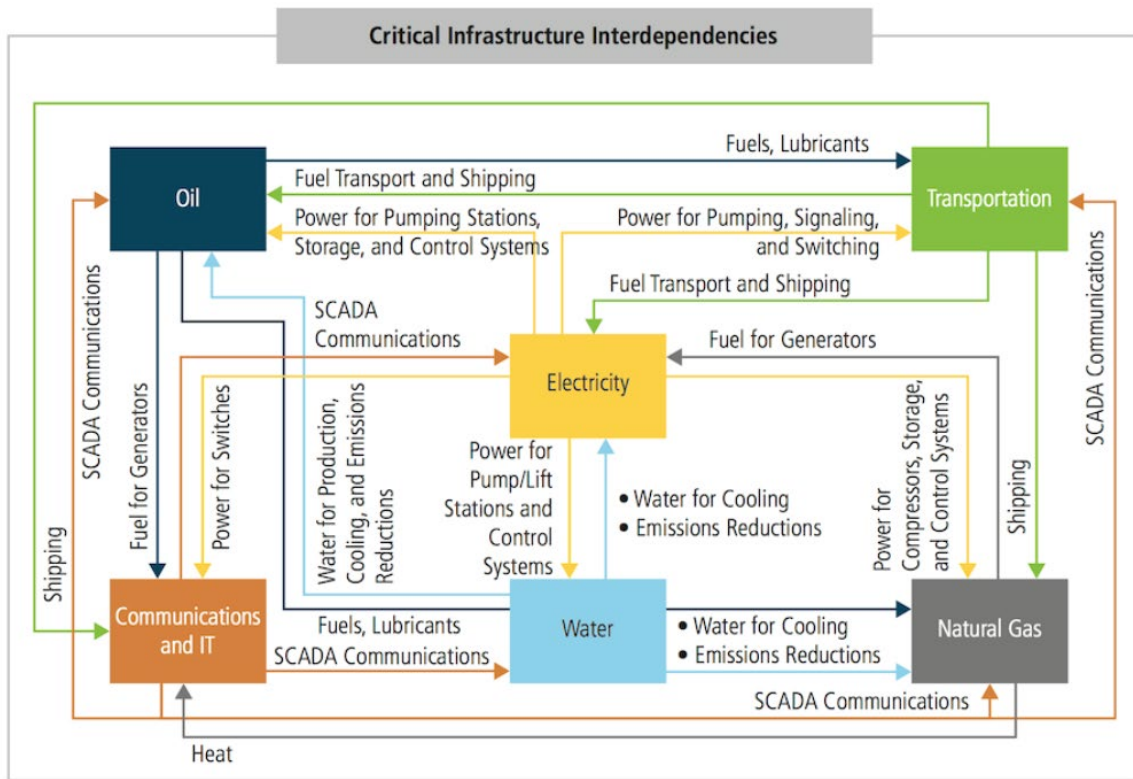 Critical Infrastructure Interdependencies
Fuels, Lubricants
Oil
Fuel Transport and Shipping
Transportation
Power for Pumping Stations,
Storage, and Control Systems
Power for Pumping, Signaling,
and Switching
Fuel Transport and Shipping
SCADA Communications
SCADA
Communications
Fuel for Generators
SCADA Communications
Electricity
Fuel for Generators
Power for Switches
Water for Production,
Cooling, and Emissions
Reductions
Power for
Pump/Lift
Stations and
Control
Systems
• Water for Cooling
• Emissions Reductions
Power for
Compressors, Storage,
and Control Systems
Shipping
Shipping
Communications
and IT
Fuels, Lubricants
SCADA Communications
Water
• Water for Cooling
• Emissions Reductions
Natural Gas
SCADA Communications
Heat